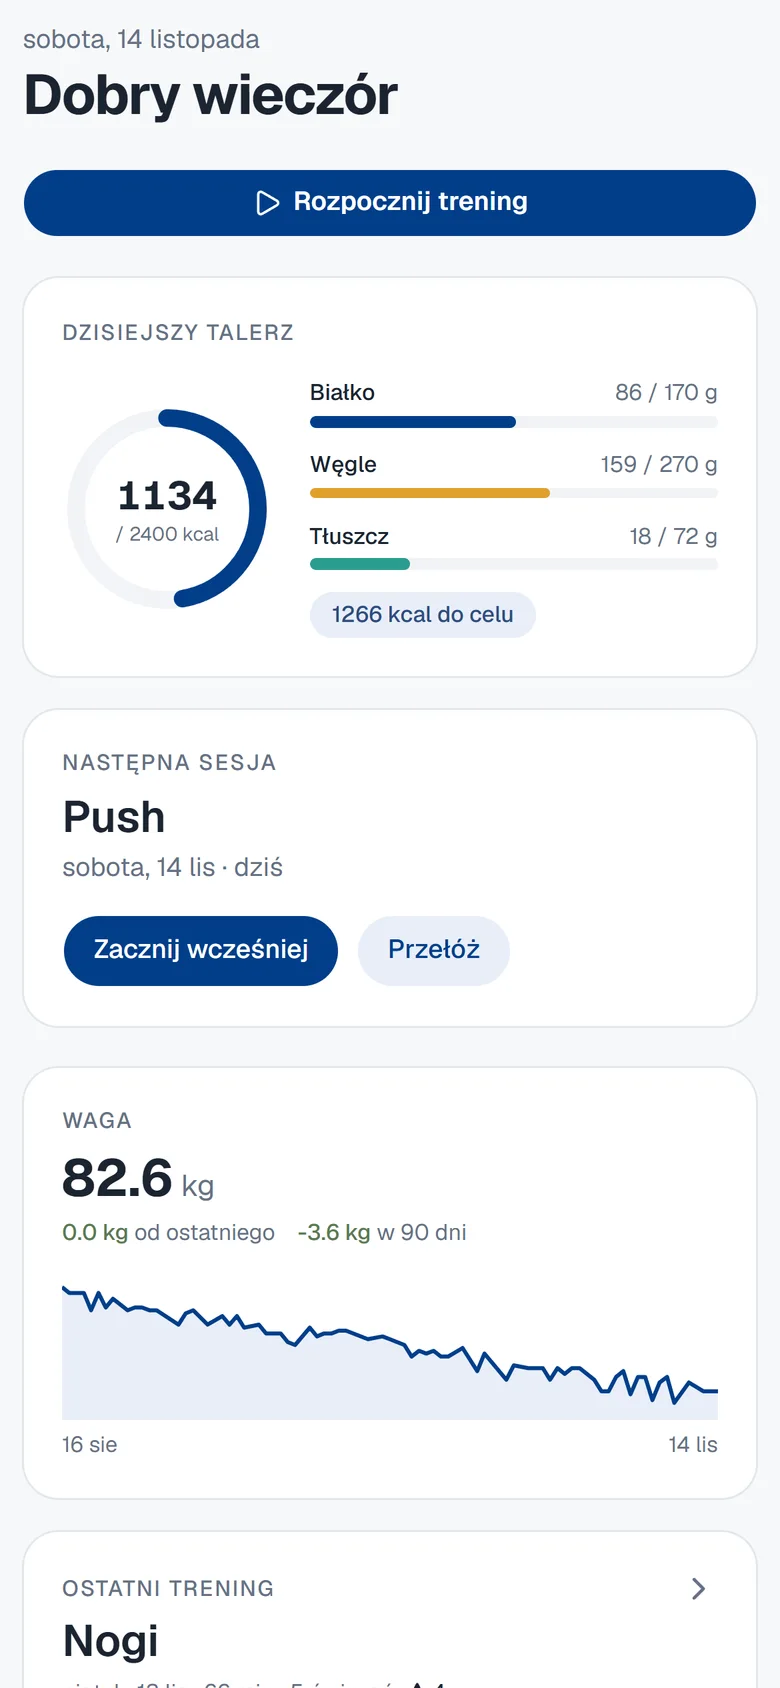 sobota, 14 listopada
Dobry wieczór
Rozpocznij trening
DZISIEJSZY TALERZ
1134
/ 2400 kcal
Białko 86 / 170 g
Węgle 159 / 270 g
Tłuszcz 18 / 72 g
1266 kcal do celu
NASTĘPNA SESJA
Push
sobota, 14 lis · dziś
Zacznij wcześniej Przełóż
WAGA
82.6 kg
0.0 kg od ostatniego -3.6 kg w 90 dni
16 sie 14 lis
OSTATNI TRENING
Nogi